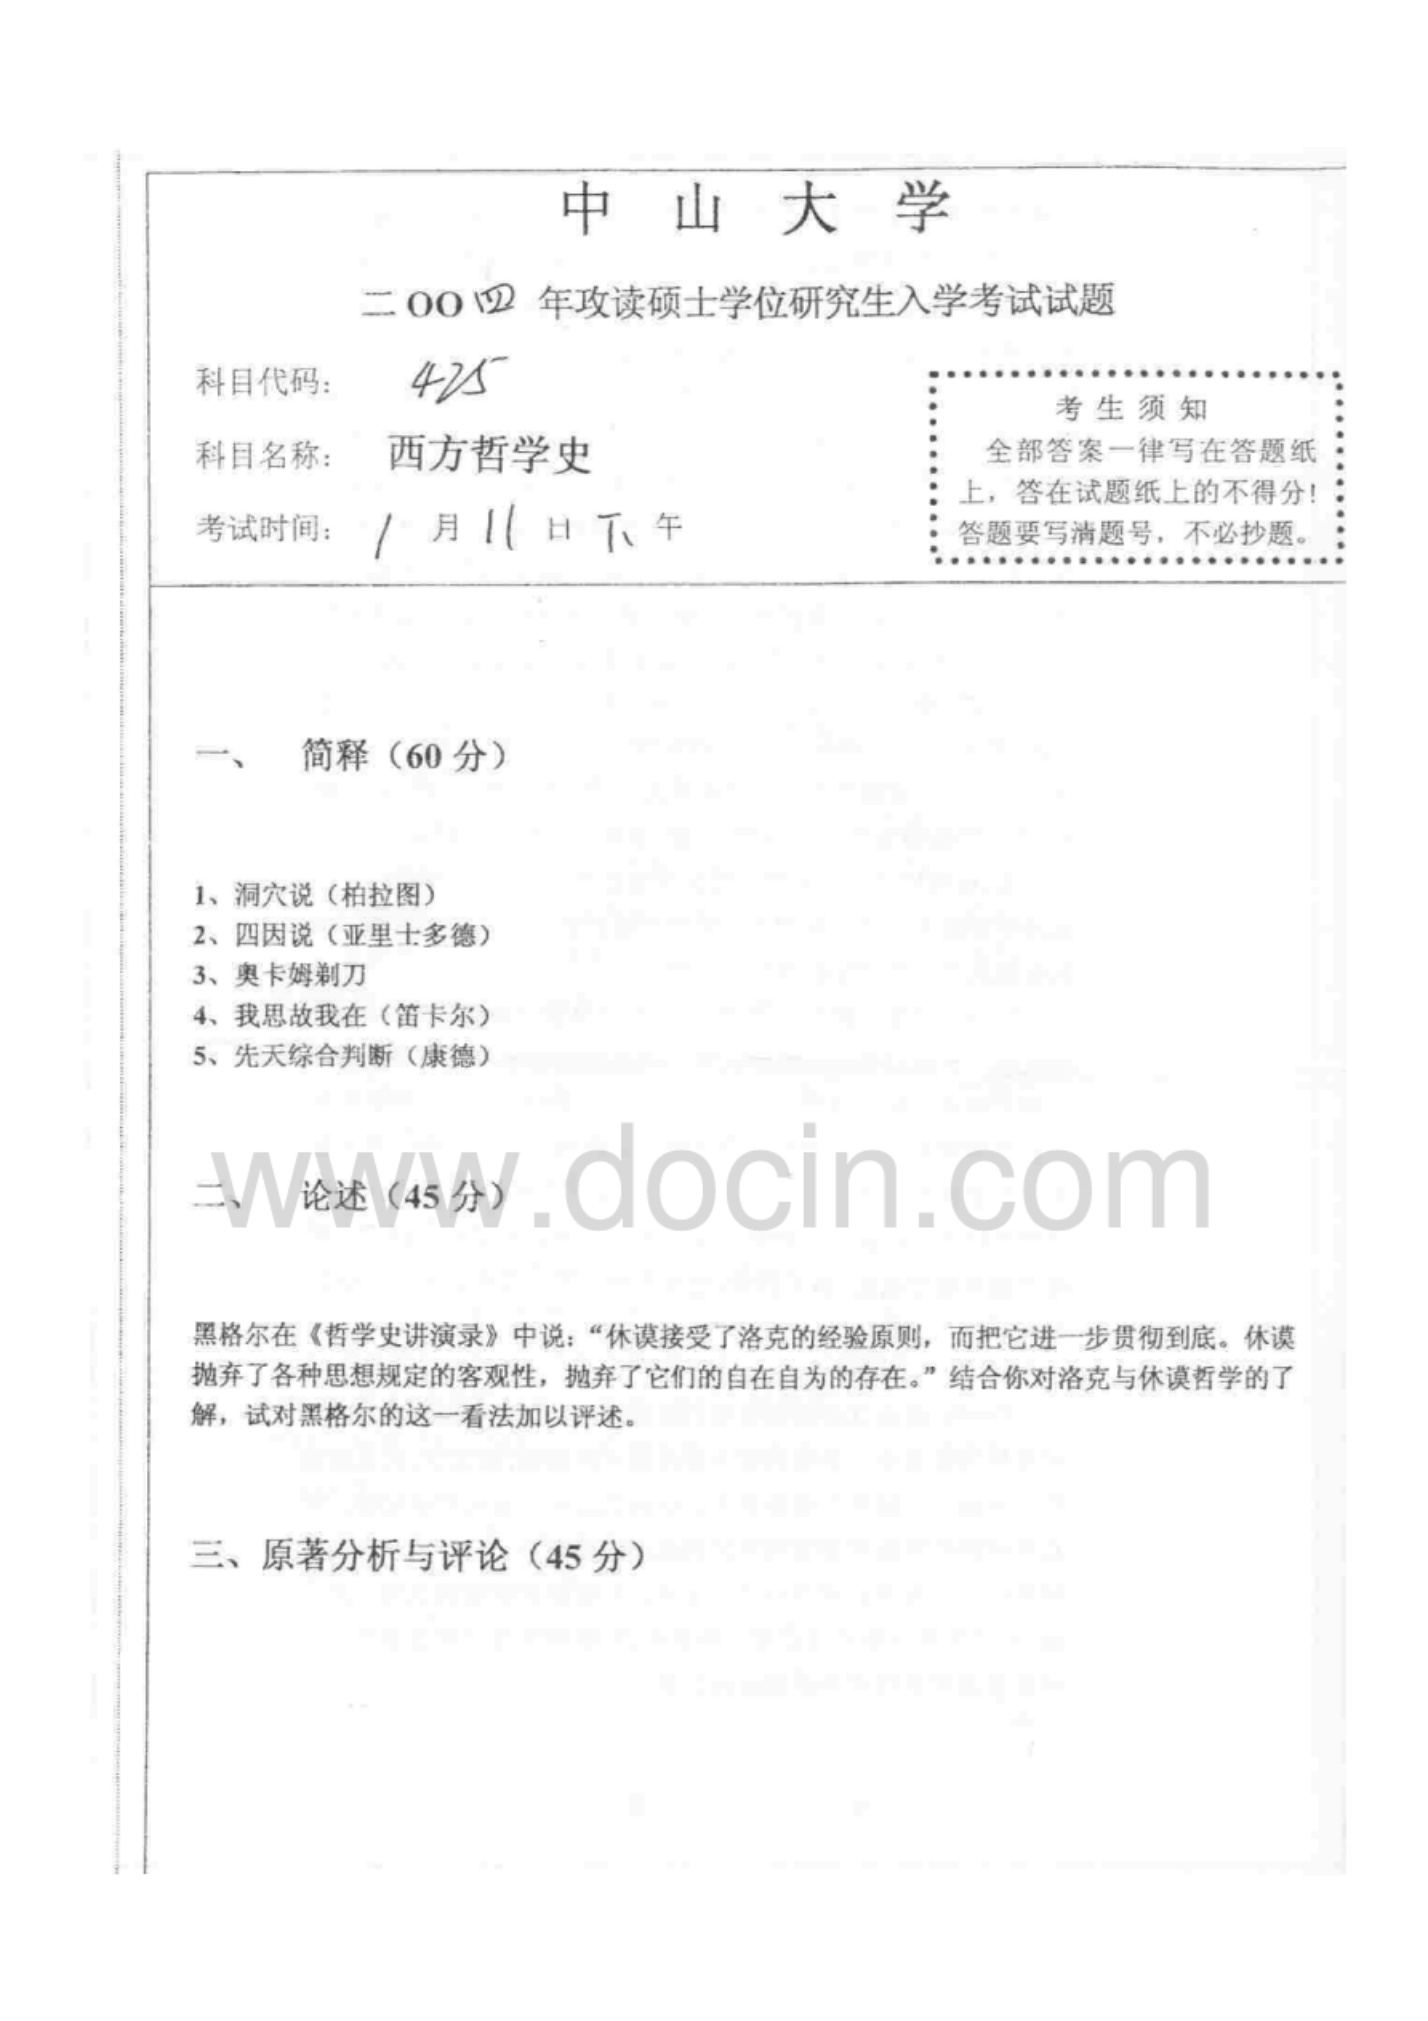 中 山 大 学
二OO四 年攻读硕士学位研究生入学考试试题
科目代码： 425
科目名称： 西方哲学史
考试时间： 1 月 11 日 下 午
考 生 须 知
全部答案一律写在答题纸
上，答在试题纸上的不得分!
答题要写清题号，不必抄题。
一、 简释（60 分）
1、洞穴说（柏拉图）
2、四因说（亚里士多德）
3、奥卡姆剃刀
4、我思故我在（笛卡尔）
5、先天综合判断（康德）
www.docin.com
二、 论述（45 分）
黑格尔在《哲学史讲演录》中说：“休谟接受了洛克的经验原则，而把它进一步贯彻到底。休谟
抛弃了各种思想规定的客观性，抛弃了它们的自在自为的存在。”结合你对洛克与休谟哲学的了
解，试对黑格尔的这一看法加以评述。
三、原著分析与评论（45 分）